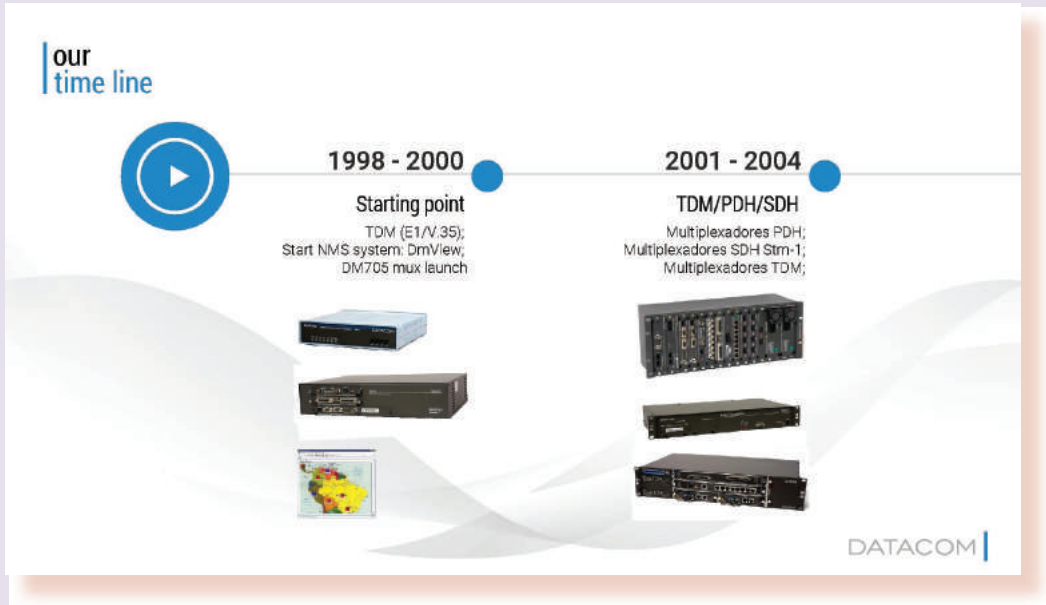 our
time line
1998 - 2000
Starting point
TDM (E1/V.35);
Start NMS system: DmView;
DM705 mux launch
2001 - 2004
TDM/PDH/SDH
Multiplexadores PDH;
Multiplexadores SDH Stm-1;
Multiplexadores TDM;
DATACOM
DATACOM